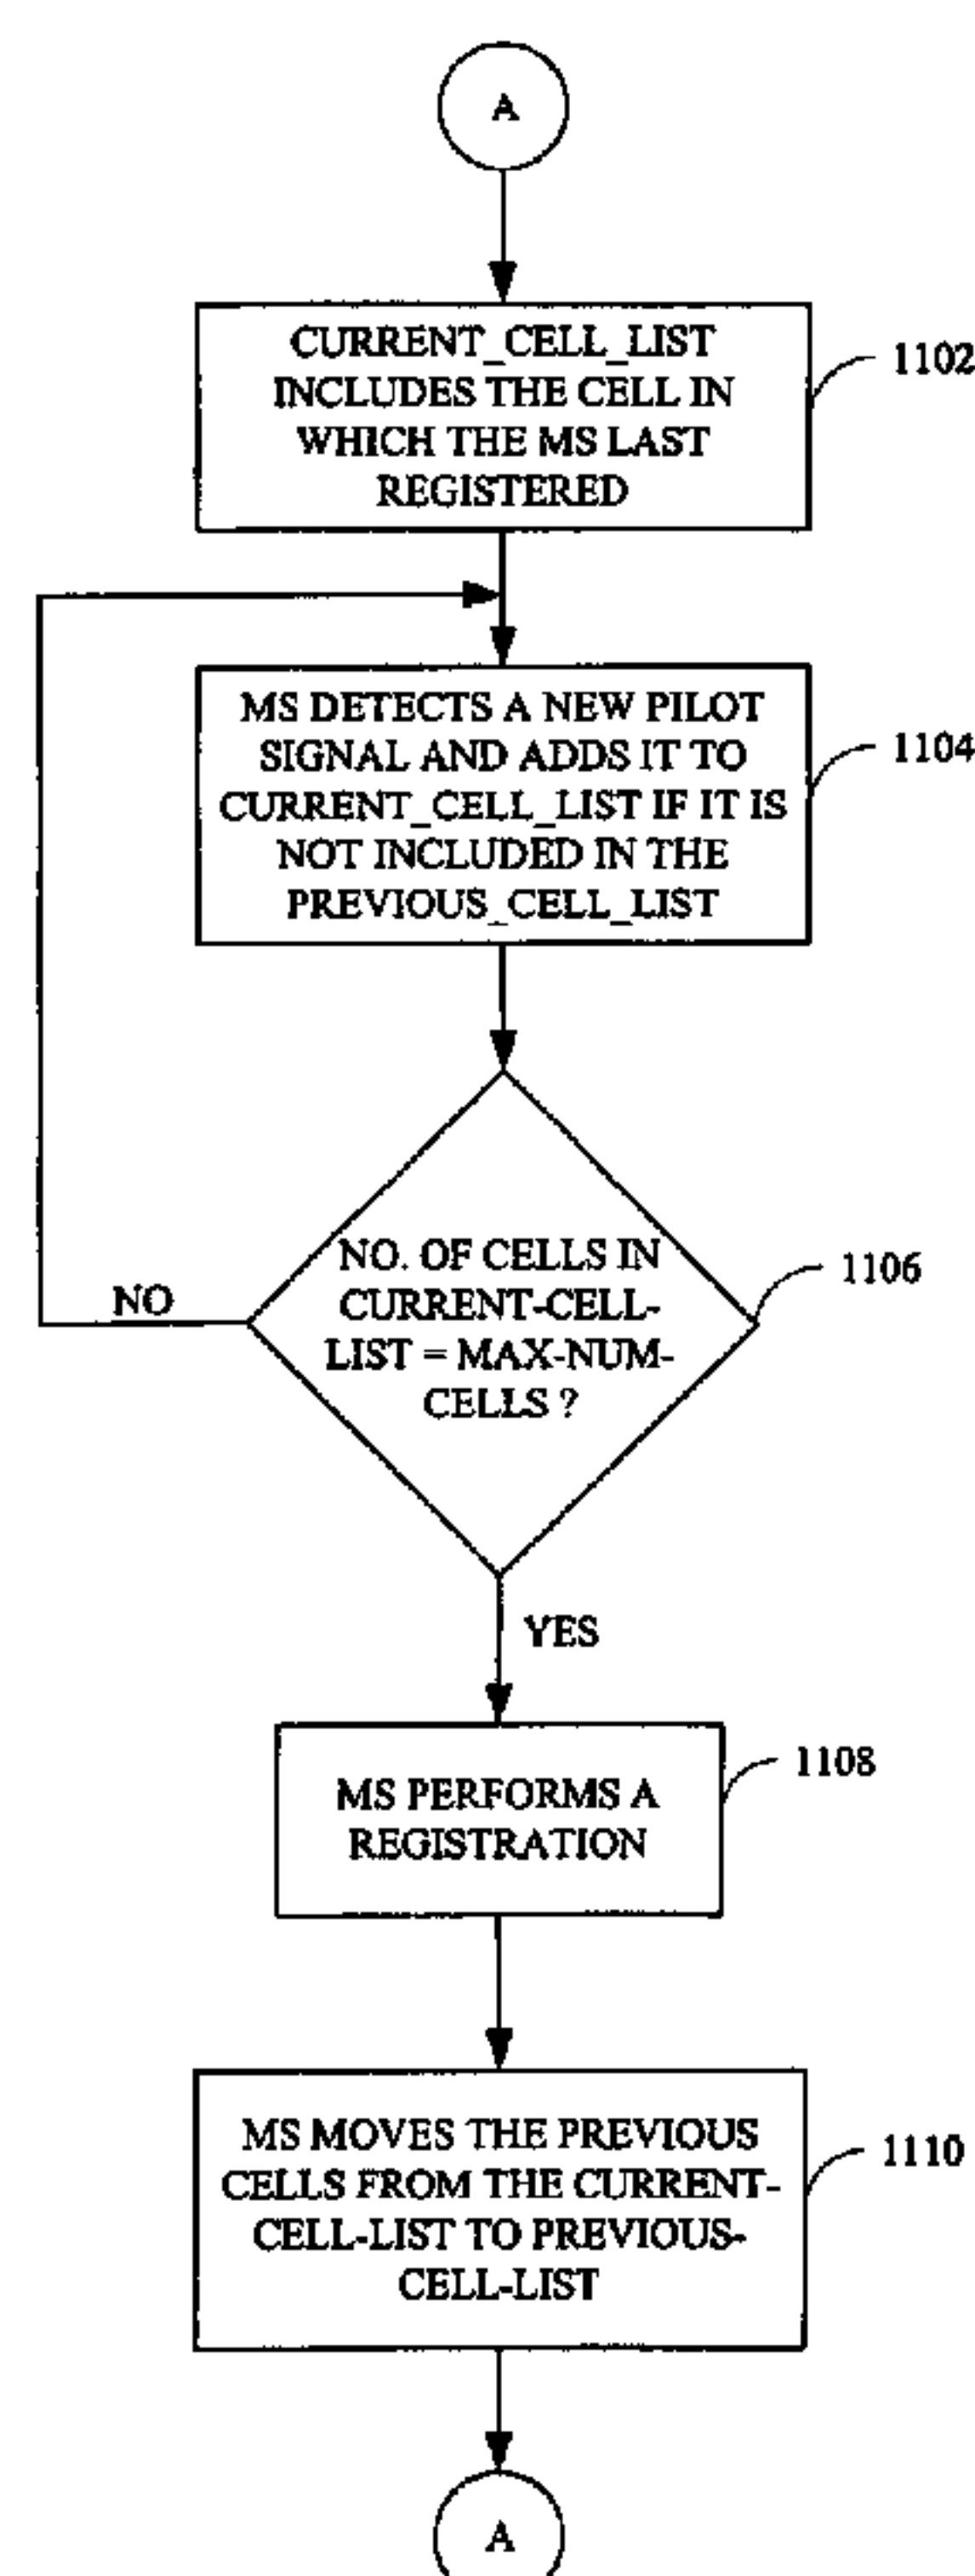 A
CURRENT_CELL_LIST
INCLUDES THE CELL IN
WHICH THE MS LAST
REGISTERED
1102
MS DETECTS A NEW PILOT
SIGNAL AND ADDS IT TO
CURRENT_CELL_LIST IF IT IS
NOT INCLUDED IN THE
PREVIOUS_CELL_LIST
1104
NO. OF CELLS IN
CURRENT-CELL-
LIST = MAX-NUM-
CELLS ?
1106
NO
YES
MS PERFORMS A
REGISTRATION
1108
MS MOVES THE PREVIOUS
CELLS FROM THE CURRENT-
CELL-LIST TO PREVIOUS-
CELL-LIST
1110
A